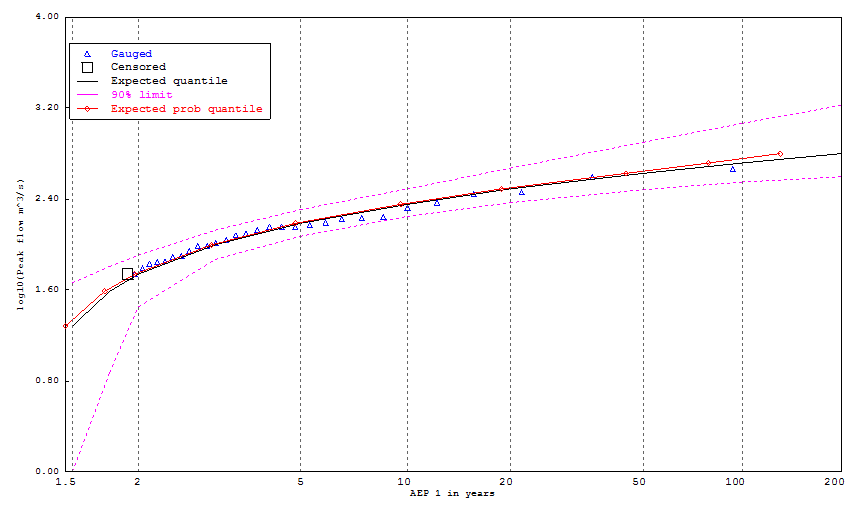 4.00
Gauged
Censored
Expected quantile
90% limit
Expected prob quantile
3.20
2.40
log10(Peak flow m^3/s)
1.60
0.80
0.00
1.5 2 5 10 20 50 100 200
AEP 1 in years